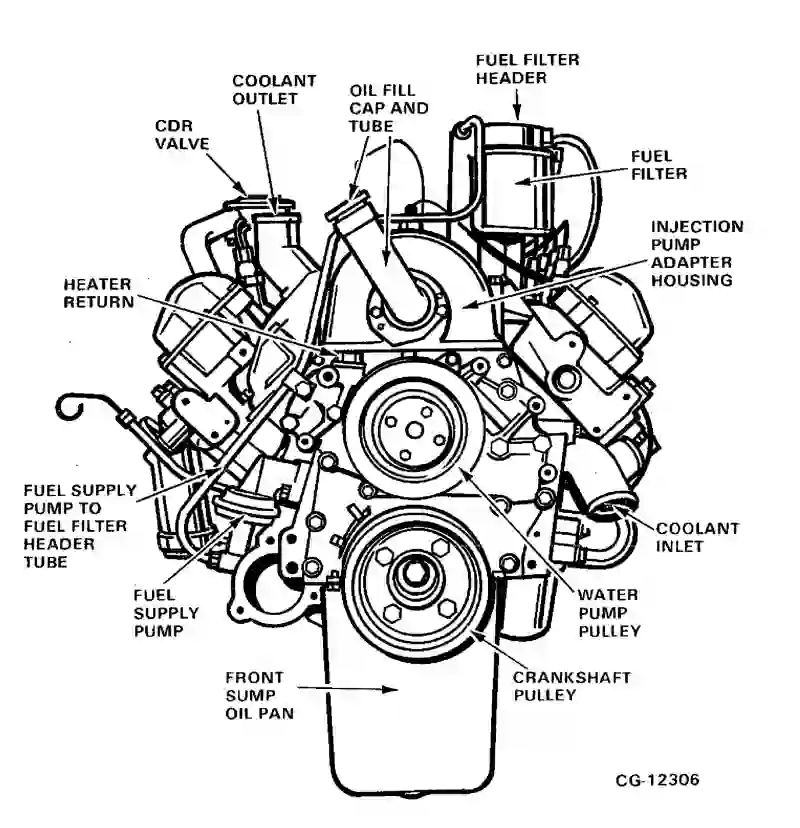 FUEL FILTER
HEADER
COOLANT
OUTLET
OIL FILL
CAP AND
TUBE
CDR
VALVE
FUEL
FILTER
INJECTION
PUMP
ADAPTER
HOUSING
HEATER
RETURN
FUEL SUPPLY
PUMP TO
FUEL FILTER
HEADER
TUBE
COOLANT
INLET
FUEL
SUPPLY
PUMP
WATER
PUMP
PULLEY
FRONT
SUMP
OIL PAN
CRANKSHAFT
PULLEY
CG-12306